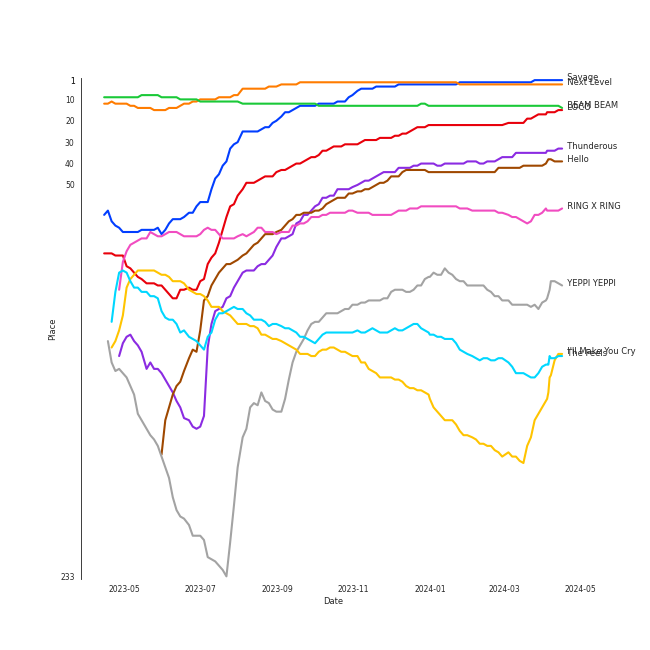 1
10
20
30
40
50
233
Place
2023-05
2023-07
2023-09
2023-11
2024-01
2024-03
2024-05
Date
Savage
Next Level
BEAM BEAM
Thunderous
Hello
RING X RING
YEPPI YEPPI
I'll Make You Cry
The Feels